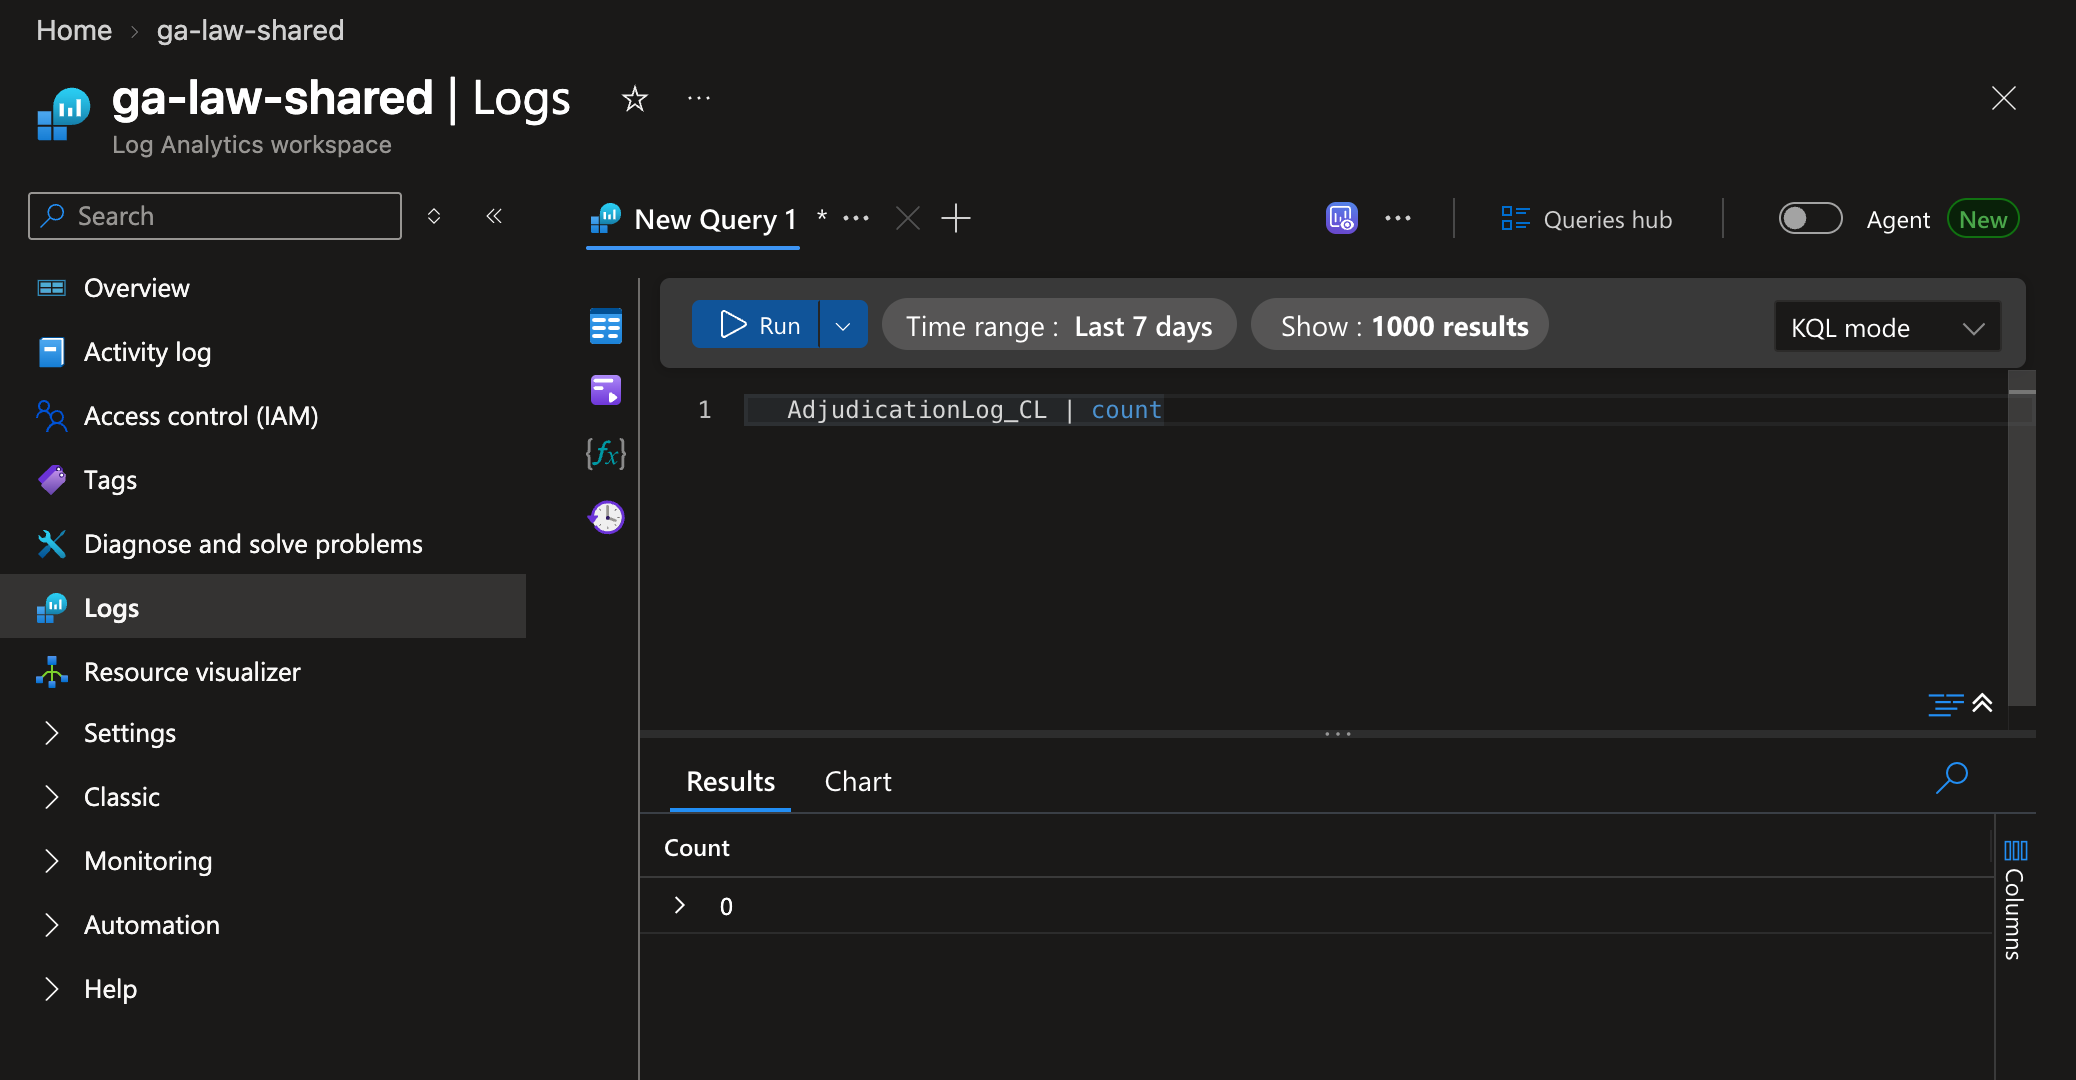 Home > ga-law-shared
ga-law-shared | Logs
Log Analytics workspace
Search
Overview
Activity log
Access control (IAM)
Tags
Diagnose and solve problems
Logs
Resource visualizer
Settings
Classic
Monitoring
Automation
Help
New Query 1 *
Queries hub
Agent
New
Run
Time range : Last 7 days
Show : 1000 results
KQL mode
{fx}
1 AdjudicationLog_CL | count
Results
Chart
Count
0
Columns